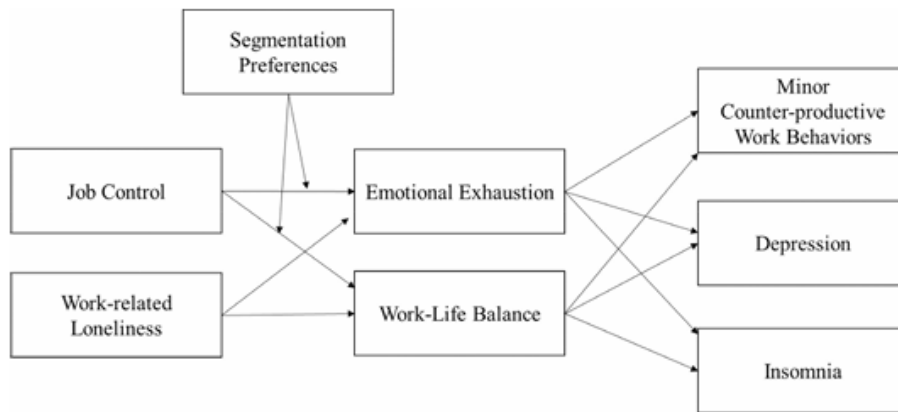 Segmentation
Preferences
Minor
Counter-productive
Work Behaviors
Job Control
Emotional Exhaustion
Depression
Work-related
Loneliness
Work-Life Balance
Insomnia